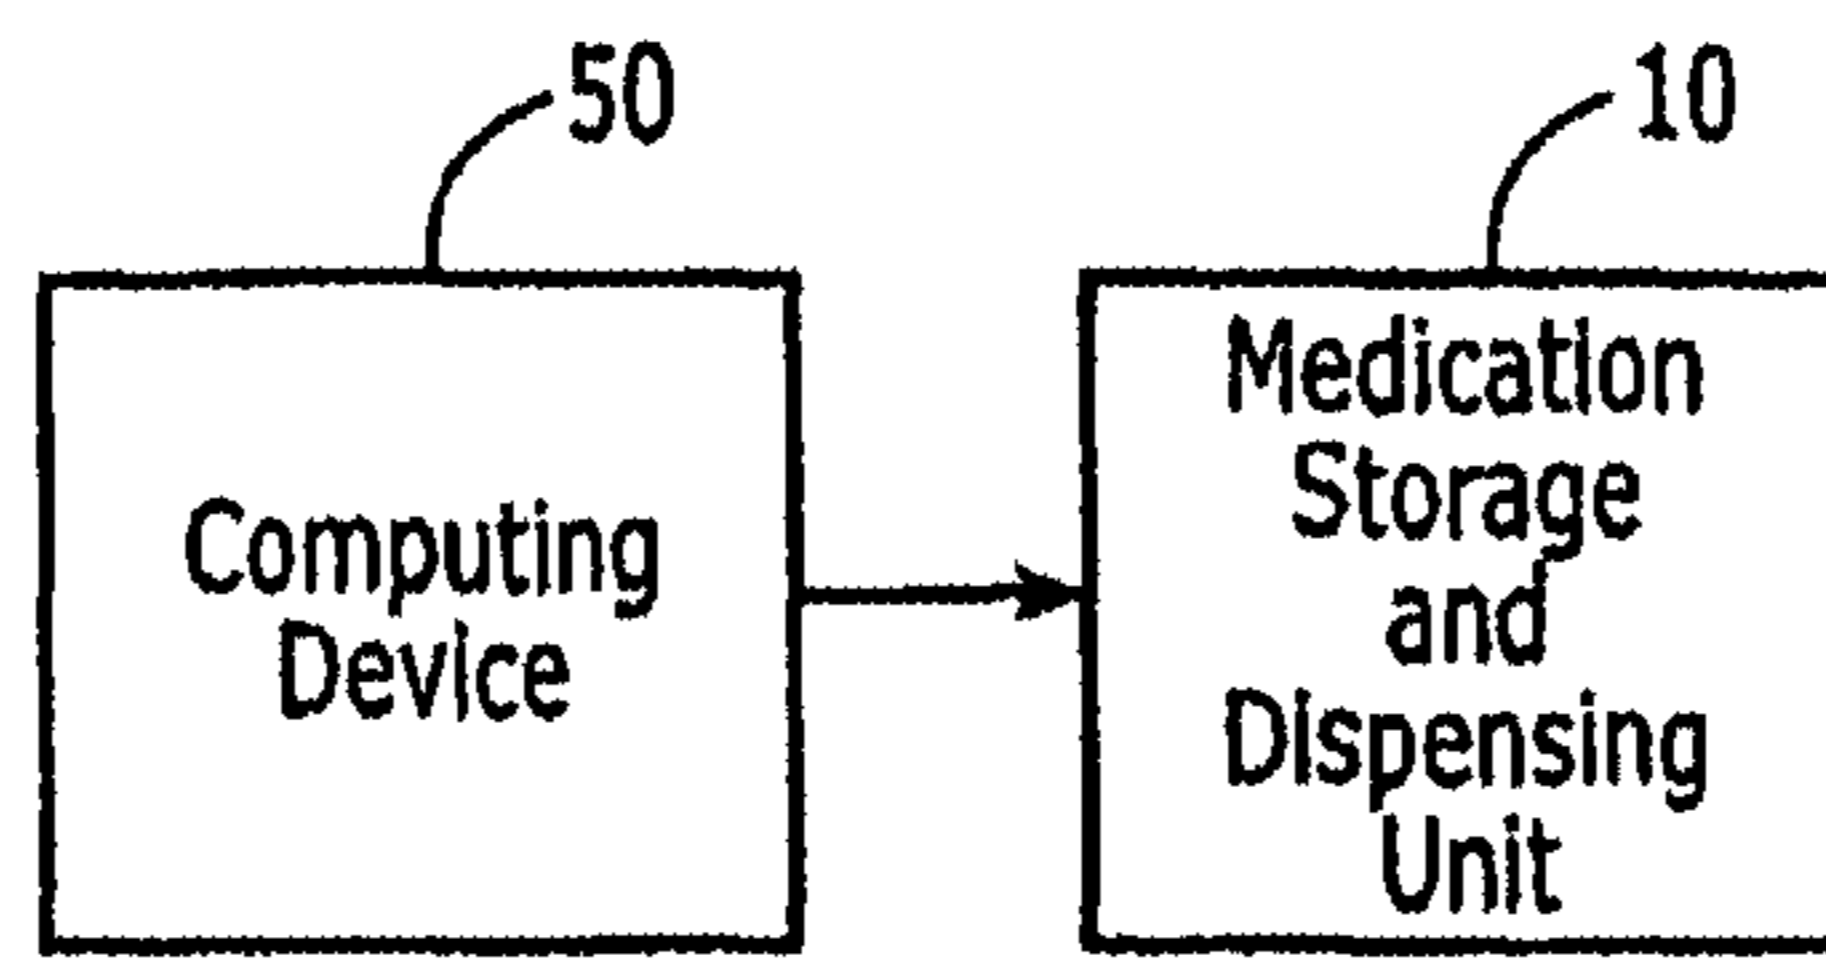 50
10
Computing
Device
Medication
Storage
and
Dispensing
Unit